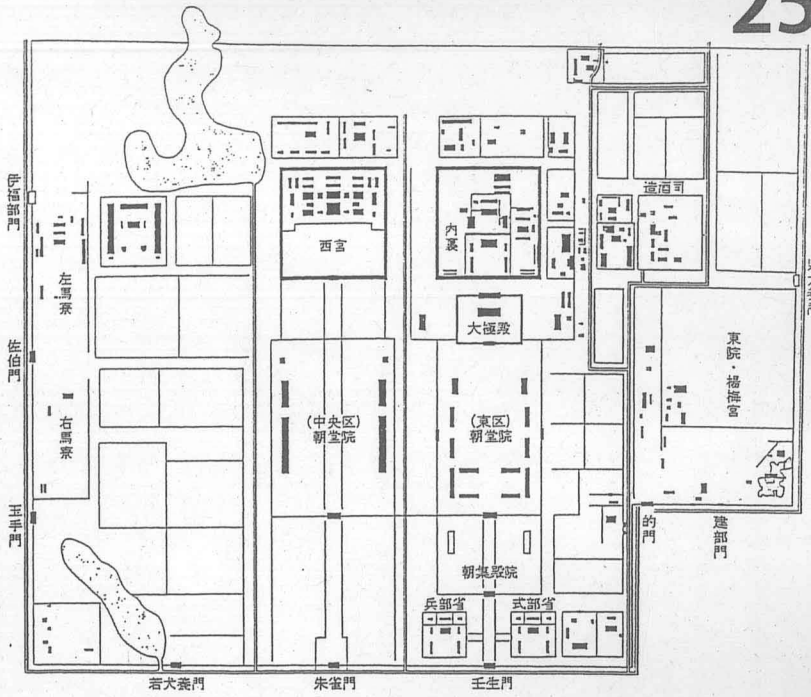 23
伊福部門
左馬寮
佐伯門
右馬寮
玉手門
西宮
内裏
大極殿
造酒司
東院・楊梅宮
(中央区)
朝堂院
(東区)
朝堂院
朝集殿院
兵部省
式部省
的門
建部門
若犬養門
朱雀門
壬生門